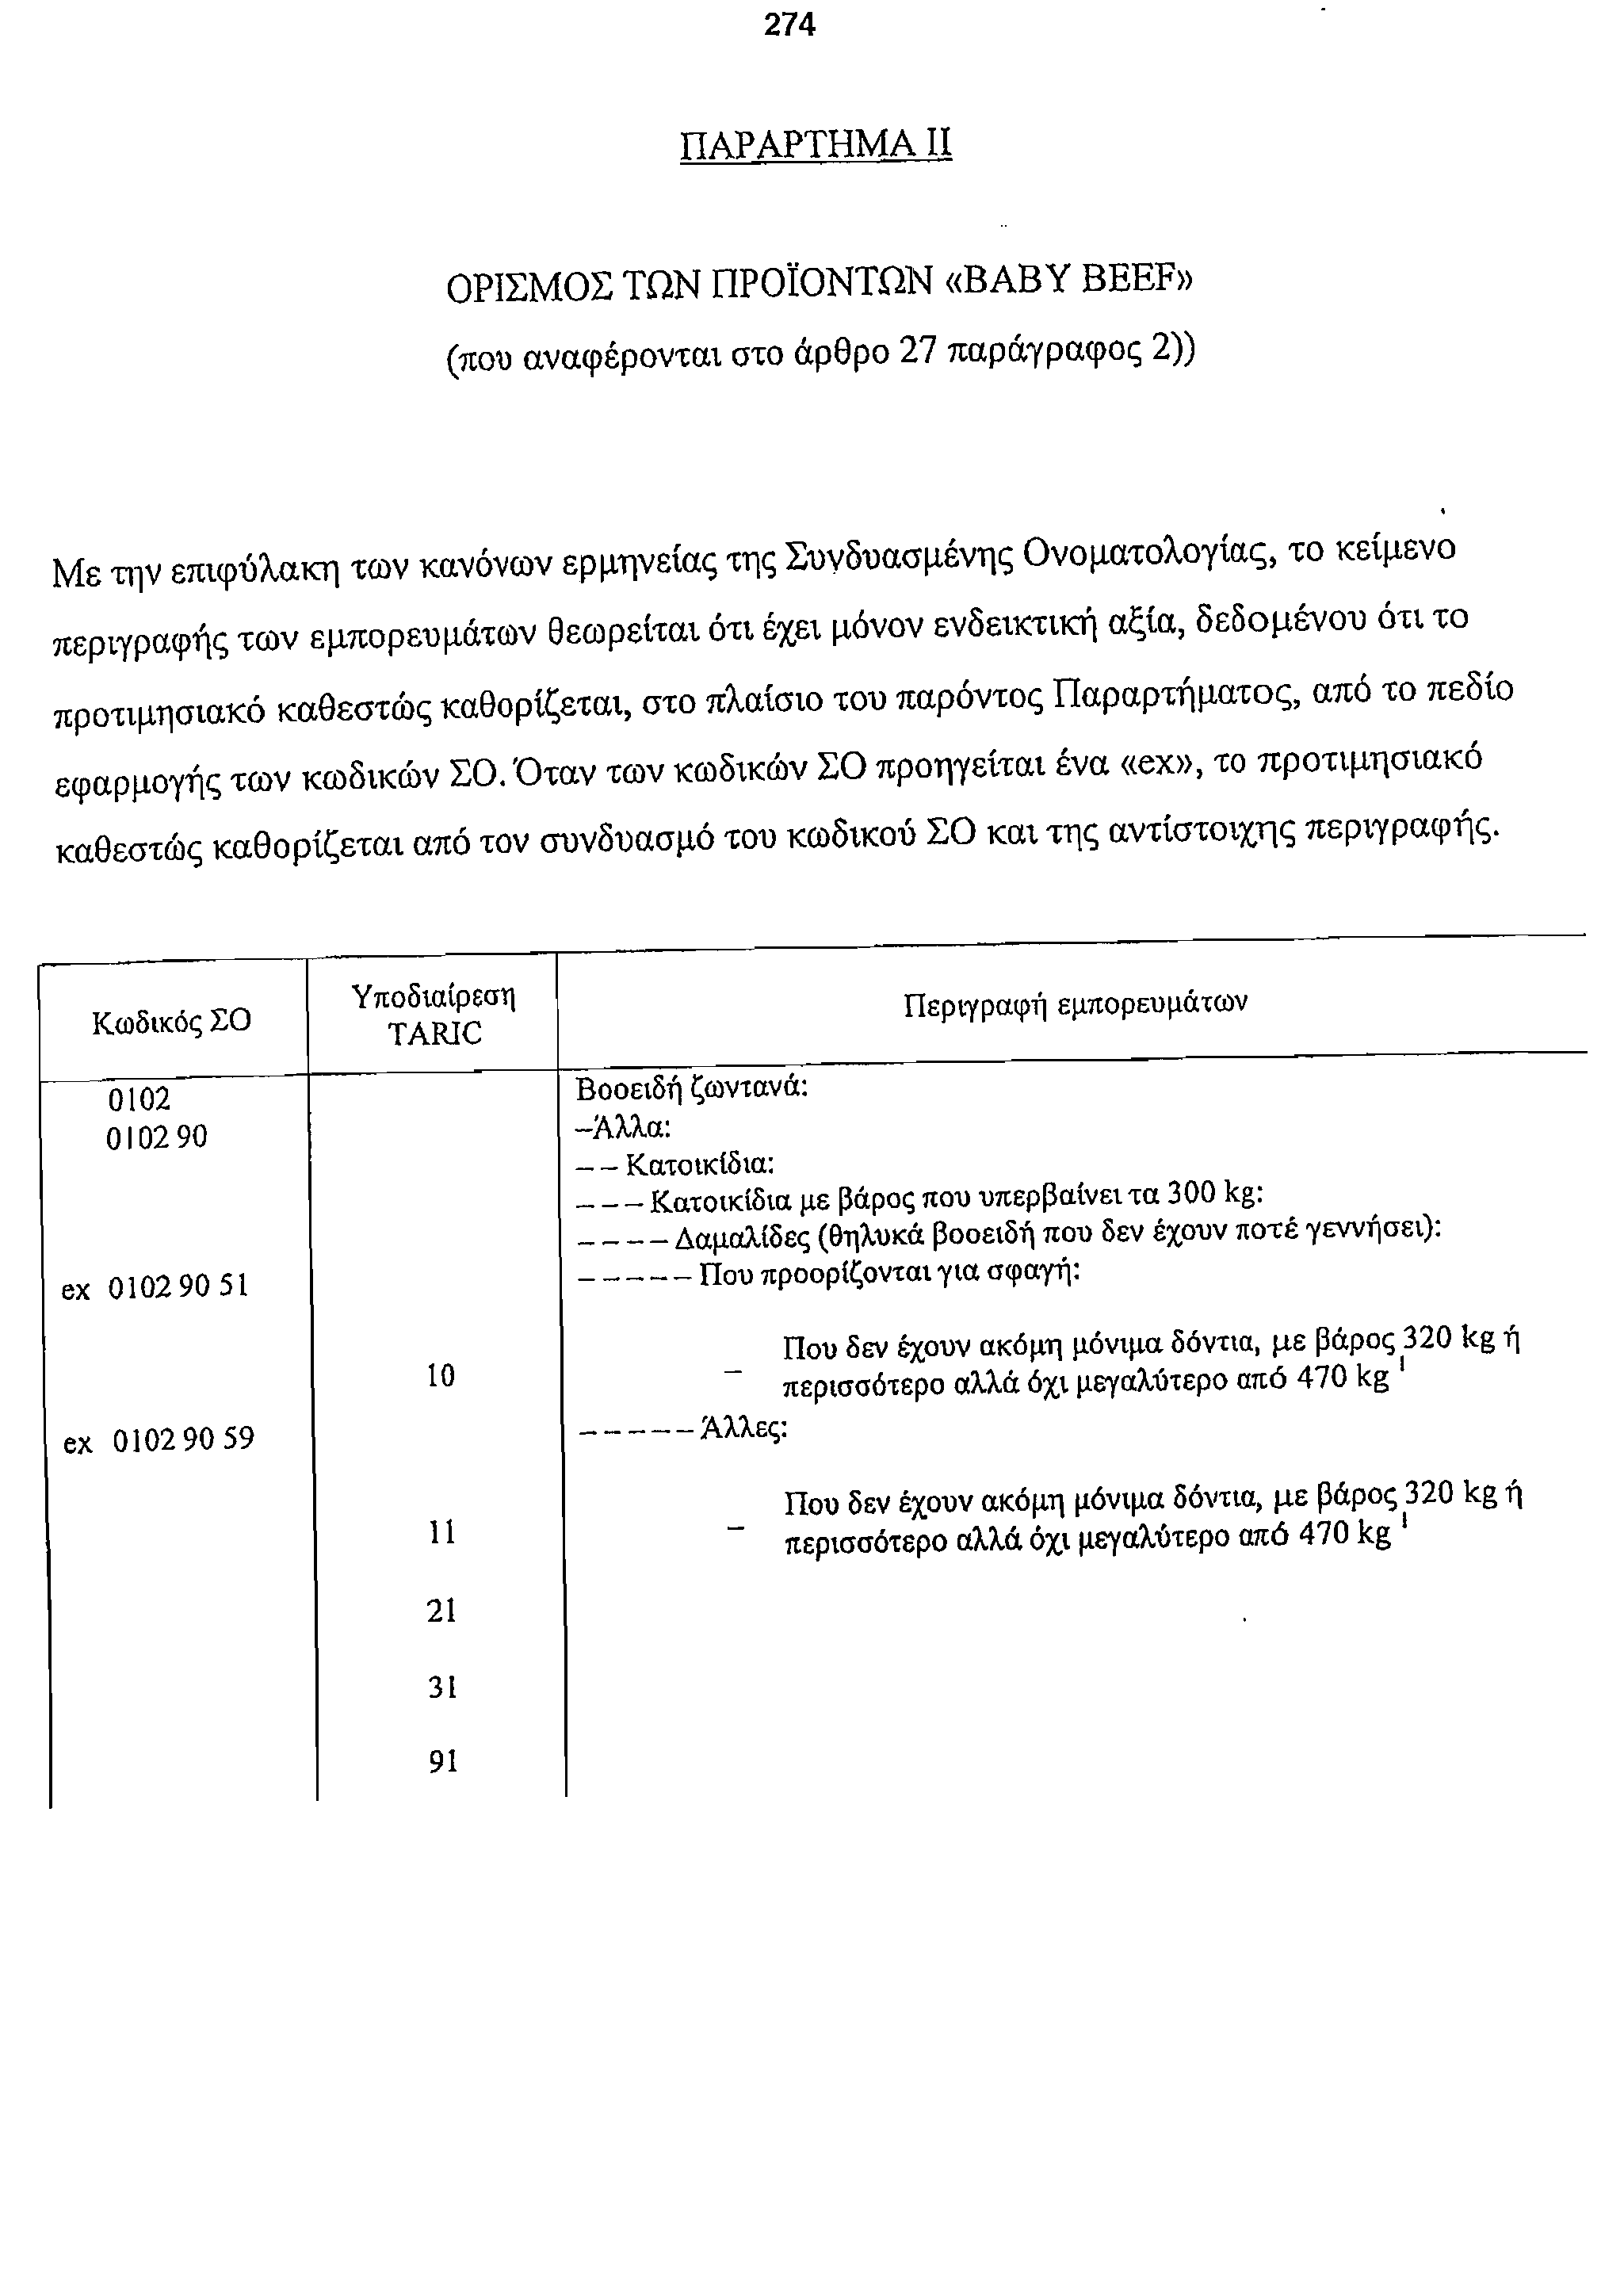 274
ΠΑΡΑΡΤΗΜΑ ΙΙ
ΟΡΙΣΜΟΣ ΤΩΝ ΠΡΟΪΟΝΤΩΝ «BABY BEEF»
(που αναφέρονται στο άρθρο 27 παράγραφος 2))
Με την επιφύλακη των κανόνων ερμηνείας της Συνδυασμένης Ονοματολογίας, το κείμενο
περιγραφής των εμπορευμάτων θεωρείται ότι έχει μόνον ενδεικτική αξία, δεδομένου ότι το
προτιμησιακό καθεστώς καθορίζεται, στο πλαίσιο του παρόντος Παραρτήματος, από το πεδίο
εφαρμογής των κωδικών ΣΟ. Όταν των κωδικών ΣΟ προηγείται ένα «ex», το προτιμησιακό
καθεστώς καθορίζεται από τον συνδυασμό του κωδικού ΣΟ και της αντίστοιχης περιγραφής.
Κωδικός ΣΟ
Υποδιαίρεση
TARIC
Περιγραφή εμπορευμάτων
0102
Βοοειδή ζωντανά:
0102 90
–Άλλα:
– – Κατοικίδια:
– – – Κατοικίδια με βάρος που υπερβαίνει τα 300 kg:
– – – – Δαμαλίδες (θηλυκά βοοειδή που δεν έχουν ποτέ γεννήσει):
ex 0102 90 51
– – – – – Που προορίζονται για σφαγή:
10
– Που δεν έχουν ακόμη μόνιμα δόντια, με βάρος 320 kg ή
περισσότερο αλλά όχι μεγαλύτερο από 470 kg ¹
ex 0102 90 59
– – – – – Άλλες:
11
– Που δεν έχουν ακόμη μόνιμα δόντια, με βάρος 320 kg ή
περισσότερο αλλά όχι μεγαλύτερο από 470 kg ¹
21
31
91